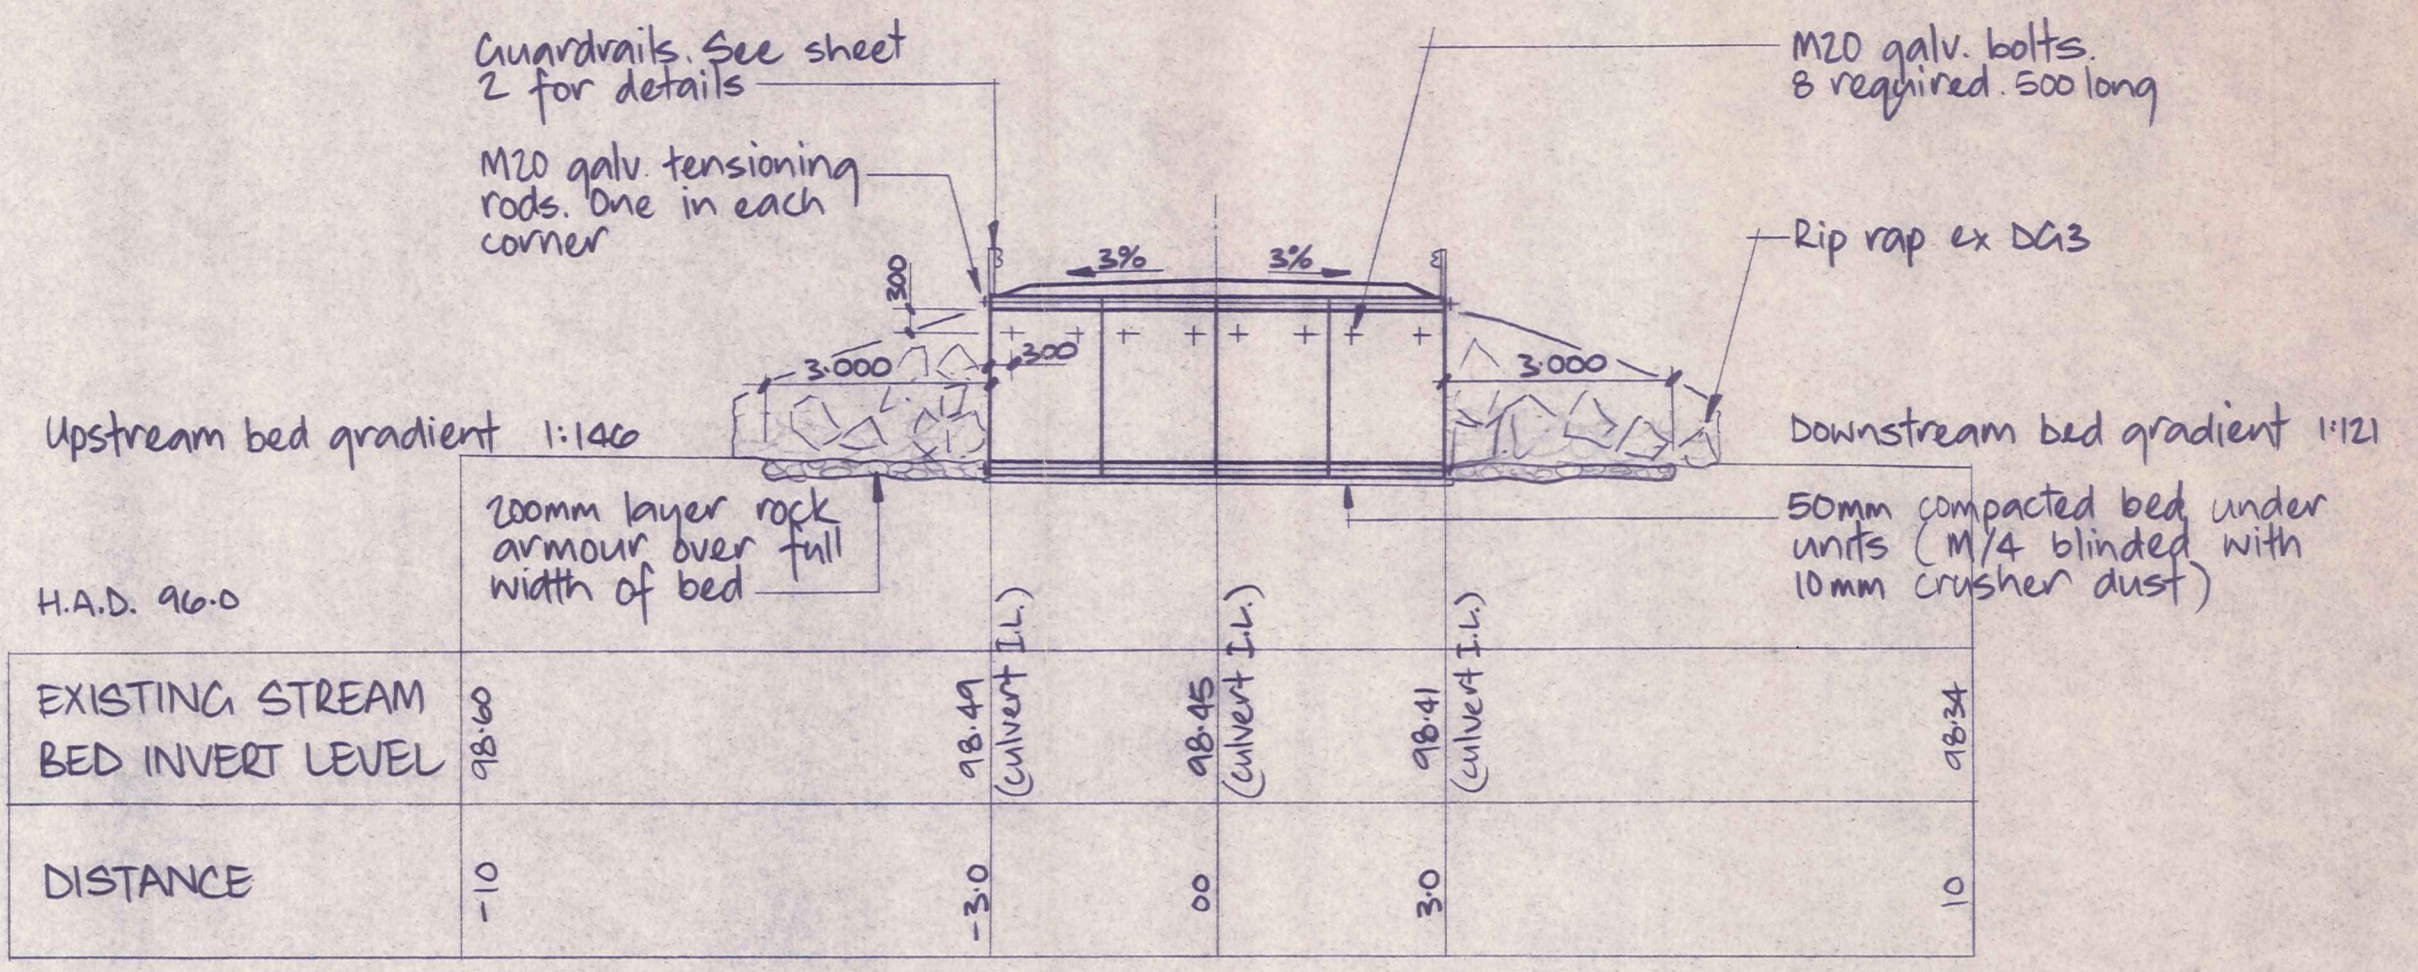 Guardrails. See sheet
2 for details
M20 galv. bolts.
8 required. 500 long
M20 galv. tensioning
rods. One in each
corner
Rip rap ex DG3
3%
3%
300
300
3.000
3.000
Upstream bed gradient 1:146
Downstream bed gradient 1:121
200mm layer rock
armour over full
width of bed
50mm compacted bed under
units (M/4 blinded with
10mm crusher dust)
H.A.D. 96.0
EXISTING STREAM
BED INVERT LEVEL
98.60
98.49
(culvert I.L.)
98.45
(culvert I.L.)
98.41
(culvert I.L.)
98.34
DISTANCE
-10
-3.0
00
3.0
10